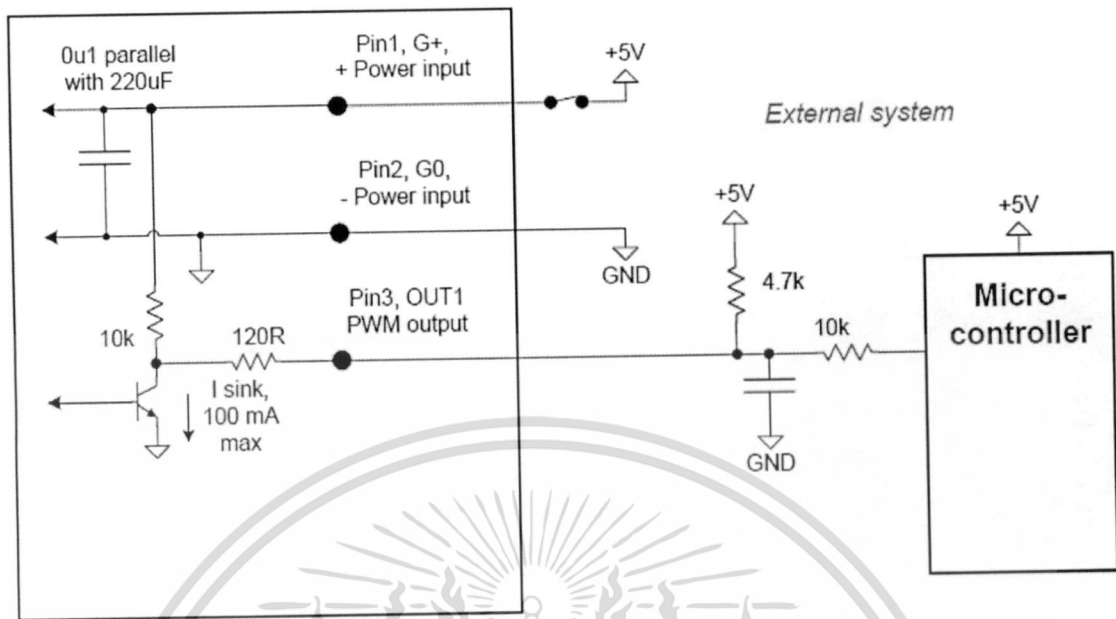 0u1 parallel
with 220uF
Pin1, G+,
+ Power input
+5V
External system
Pin2, G0,
- Power input
GND
+5V
+5V
4.7k
Micro-
controller
Pin3, OUT1
PWM output
10k
120R
10k
I sink,
100 mA
max
GND